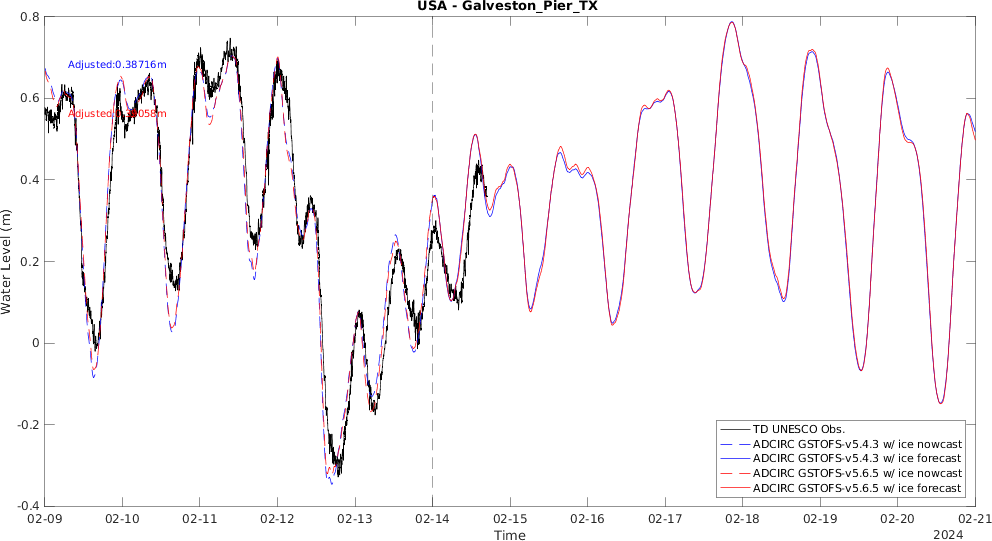 USA - Galveston_Pier_TX
Adjusted:0.38716m
Water Level (m)
0.8
0.6
0.4
0.2
0
-0.2
-0.4
TD UNESCO Obs.
ADCIRC GSTOFS-v5.4.3 w/ ice nowcast
ADCIRC GSTOFS-v5.4.3 w/ ice forecast
ADCIRC GSTOFS-v5.6.5 w/ ice nowcast
ADCIRC GSTOFS-v5.6.5 w/ ice forecast
02-09 02-10 02-11 02-12 02-13 02-14 02-15 02-16 02-17 02-18 02-19 02-20 02-21
Time
2024